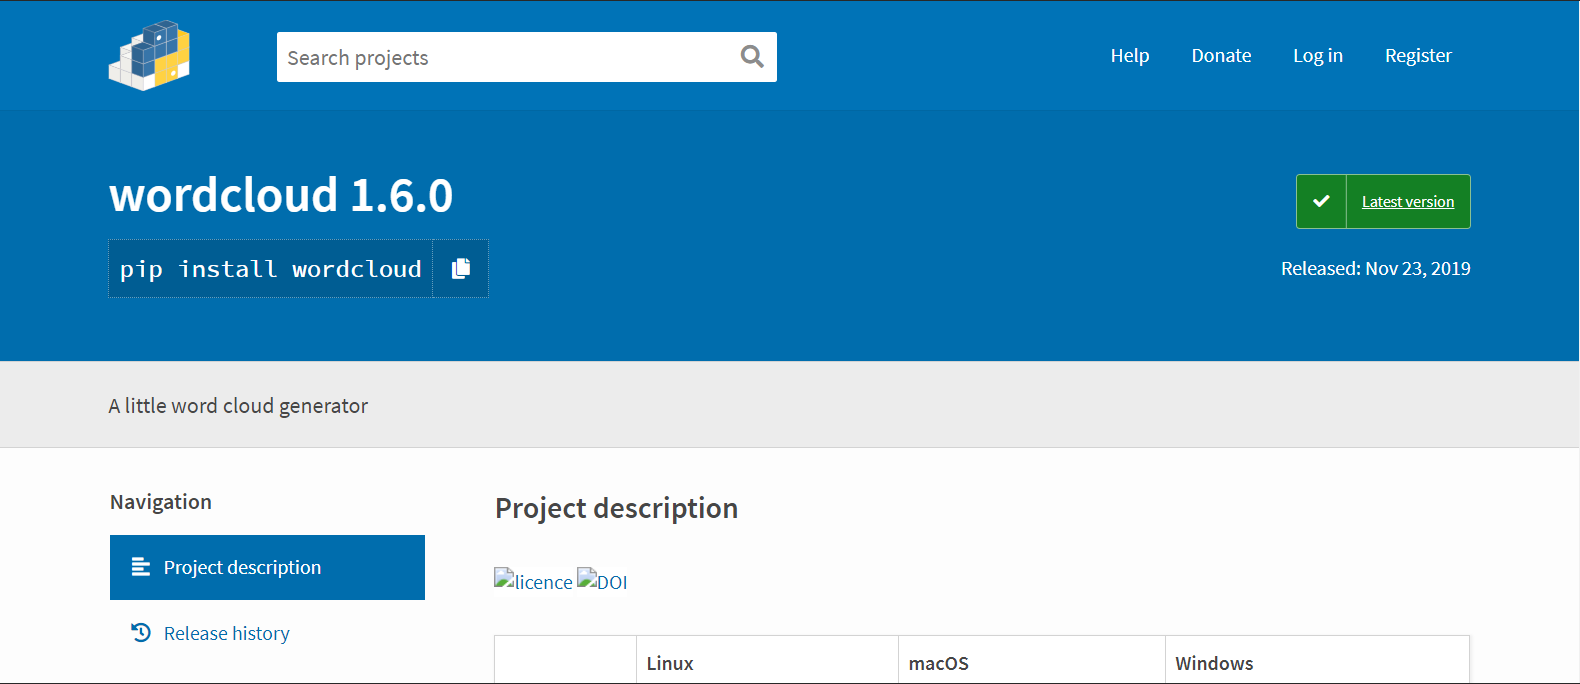 Search projects
Help Donate Log in Register
wordcloud 1.6.0
pip install wordcloud
Latest version
Released: Nov 23, 2019
A little word cloud generator
Navigation
Project description
Release history
Project description
licence DOI
Linux macOS Windows